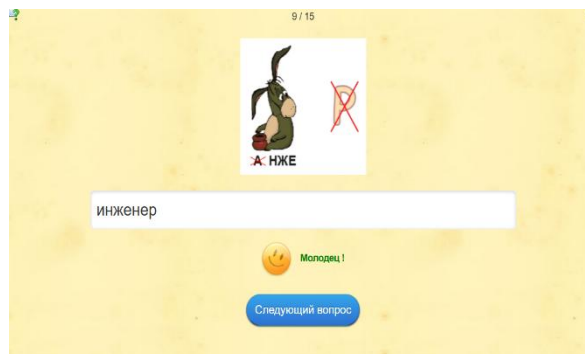 9 / 15
Р
А НЖЕ
инженер
Молодец !
Следующий вопрос